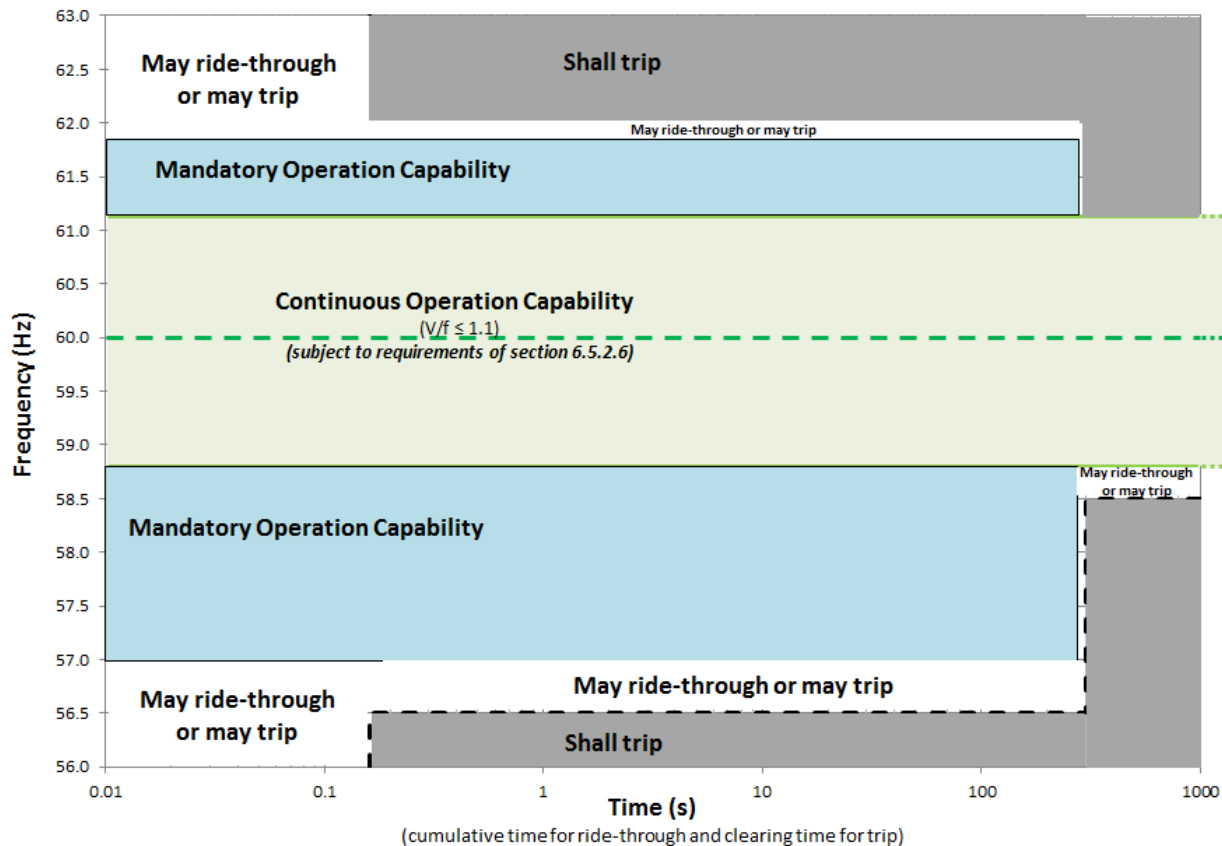 63.0
62.5
62.0
61.5
61.0
60.5
60.0
59.5
59.0
58.5
58.0
57.5
57.0
56.5
56.0
Frequency (Hz)
May ride-through
or may trip
Shall trip
May ride-through or may trip
Mandatory Operation Capability
Continuous Operation Capability
(V/f ≤ 1.1)
(subject to requirements of section 6.5.2.6)
May ride-through
or may trip
Mandatory Operation Capability
May ride-through or may trip
May ride-through
or may trip
Shall trip
0.01 0.1 1 10 100 1000
Time (s)
(cumulative time for ride-through and clearing time for trip)